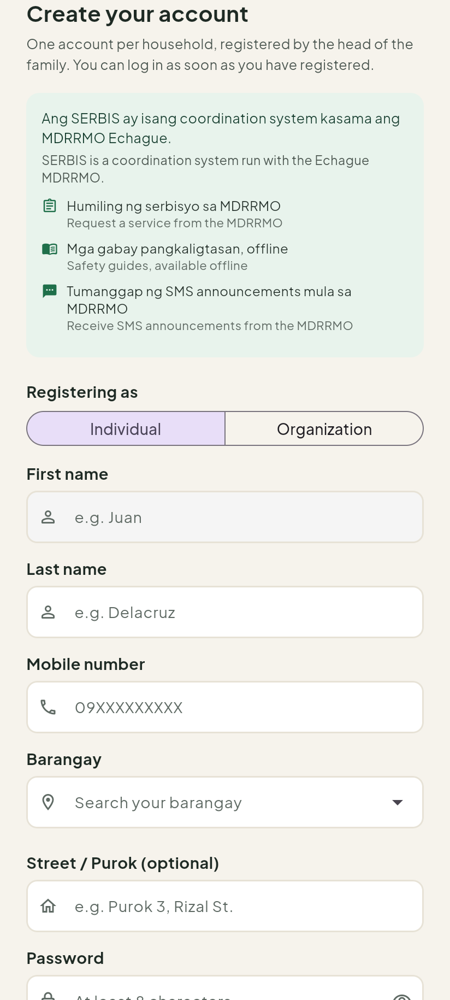 Create your account
One account per household, registered by the head of the
family. You can log in as soon as you have registered.
Ang SERBIS ay isang coordination system kasama ang
MDRRMO Echague.
SERBIS is a coordination system run with the Echague
MDRRMO.
Humiling ng serbisyo sa MDRRMO
Request a service from the MDRRMO
Mga gabay pangkaligtasan, offline
Safety guides, available offline
Tumanggap ng SMS announcements mula sa
MDRRMO
Receive SMS announcements from the MDRRMO
Registering as
Individual
Organization
First name
e.g. Juan
Last name
e.g. Delacruz
Mobile number
09XXXXXXXXX
Barangay
Search your barangay
Street / Purok (optional)
e.g. Purok 3, Rizal St.
Password
At least 8 characters